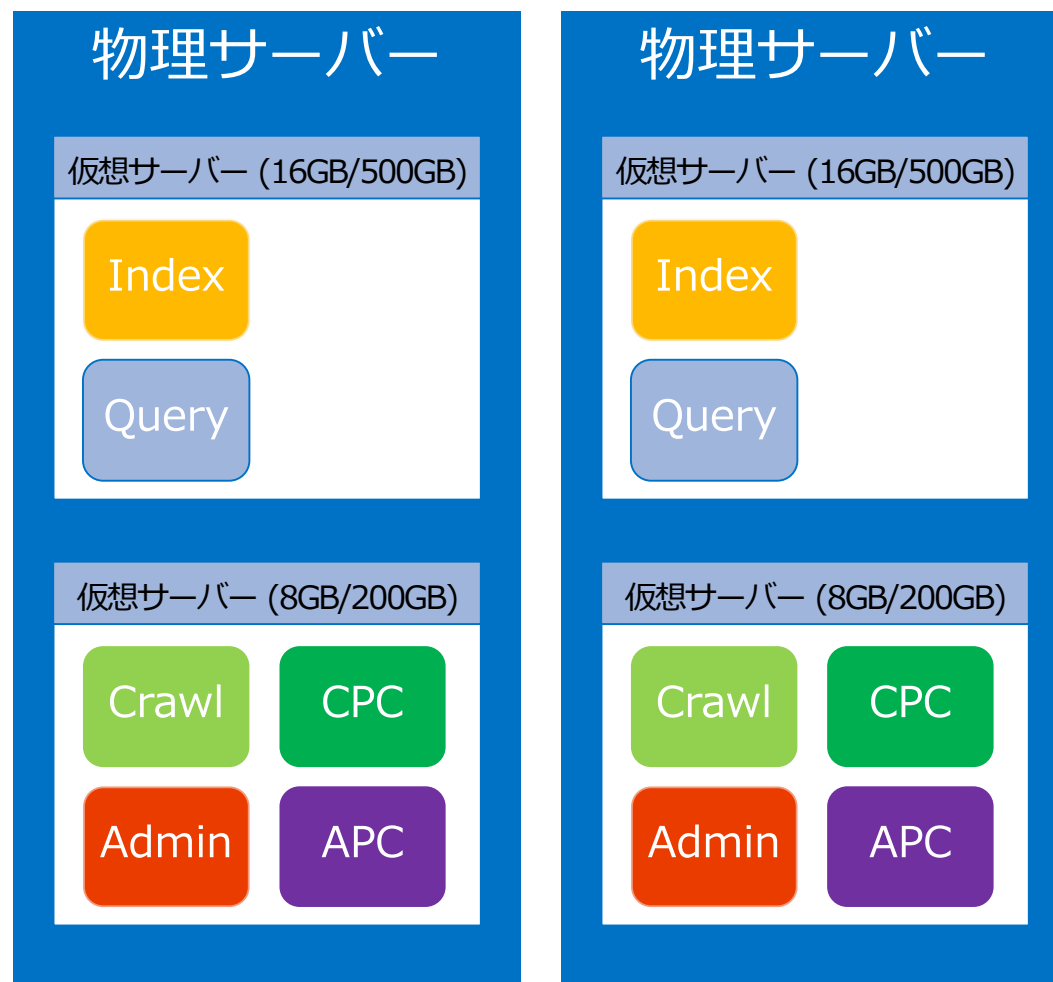 物理サーバー
仮想サーバー (16GB/500GB)
Index
Query
仮想サーバー (8GB/200GB)
Crawl CPC
Admin APC
物理サーバー
仮想サーバー (16GB/500GB)
Index
Query
仮想サーバー (8GB/200GB)
Crawl CPC
Admin APC